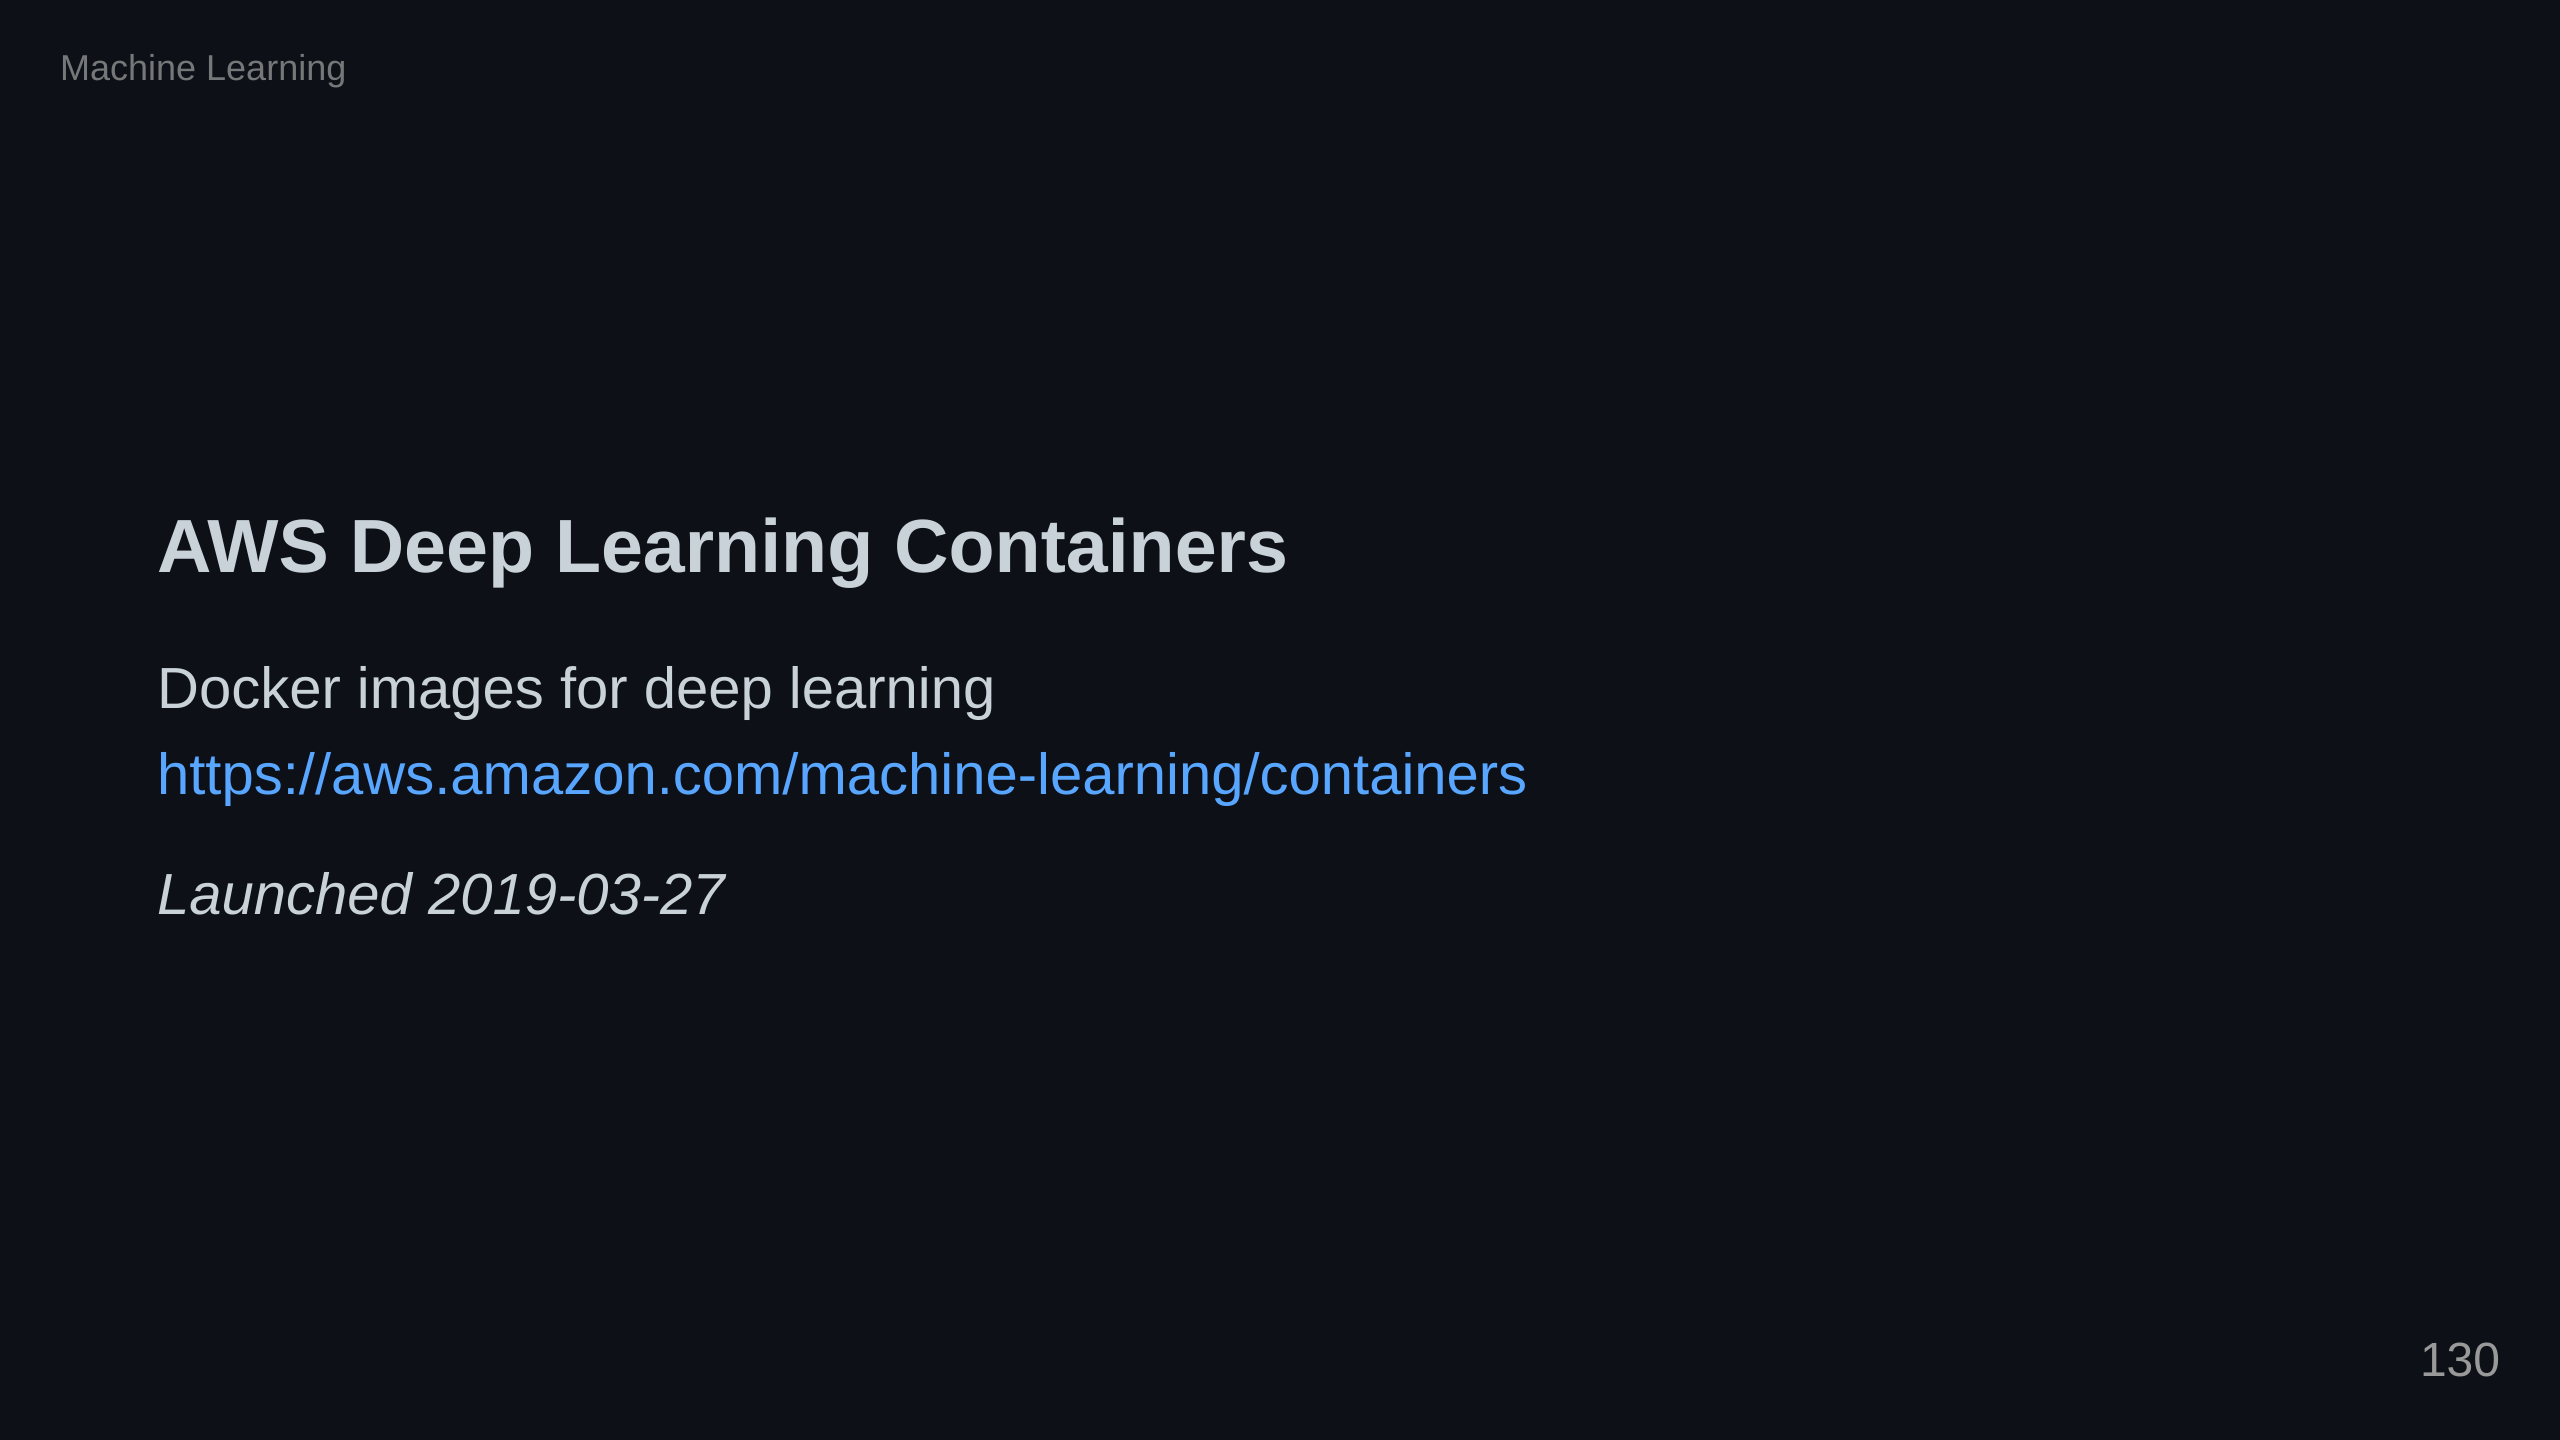 Machine Learning
AWS Deep Learning Containers
Docker images for deep learning
https://aws.amazon.com/machine-learning/containers
Launched 2019-03-27
130